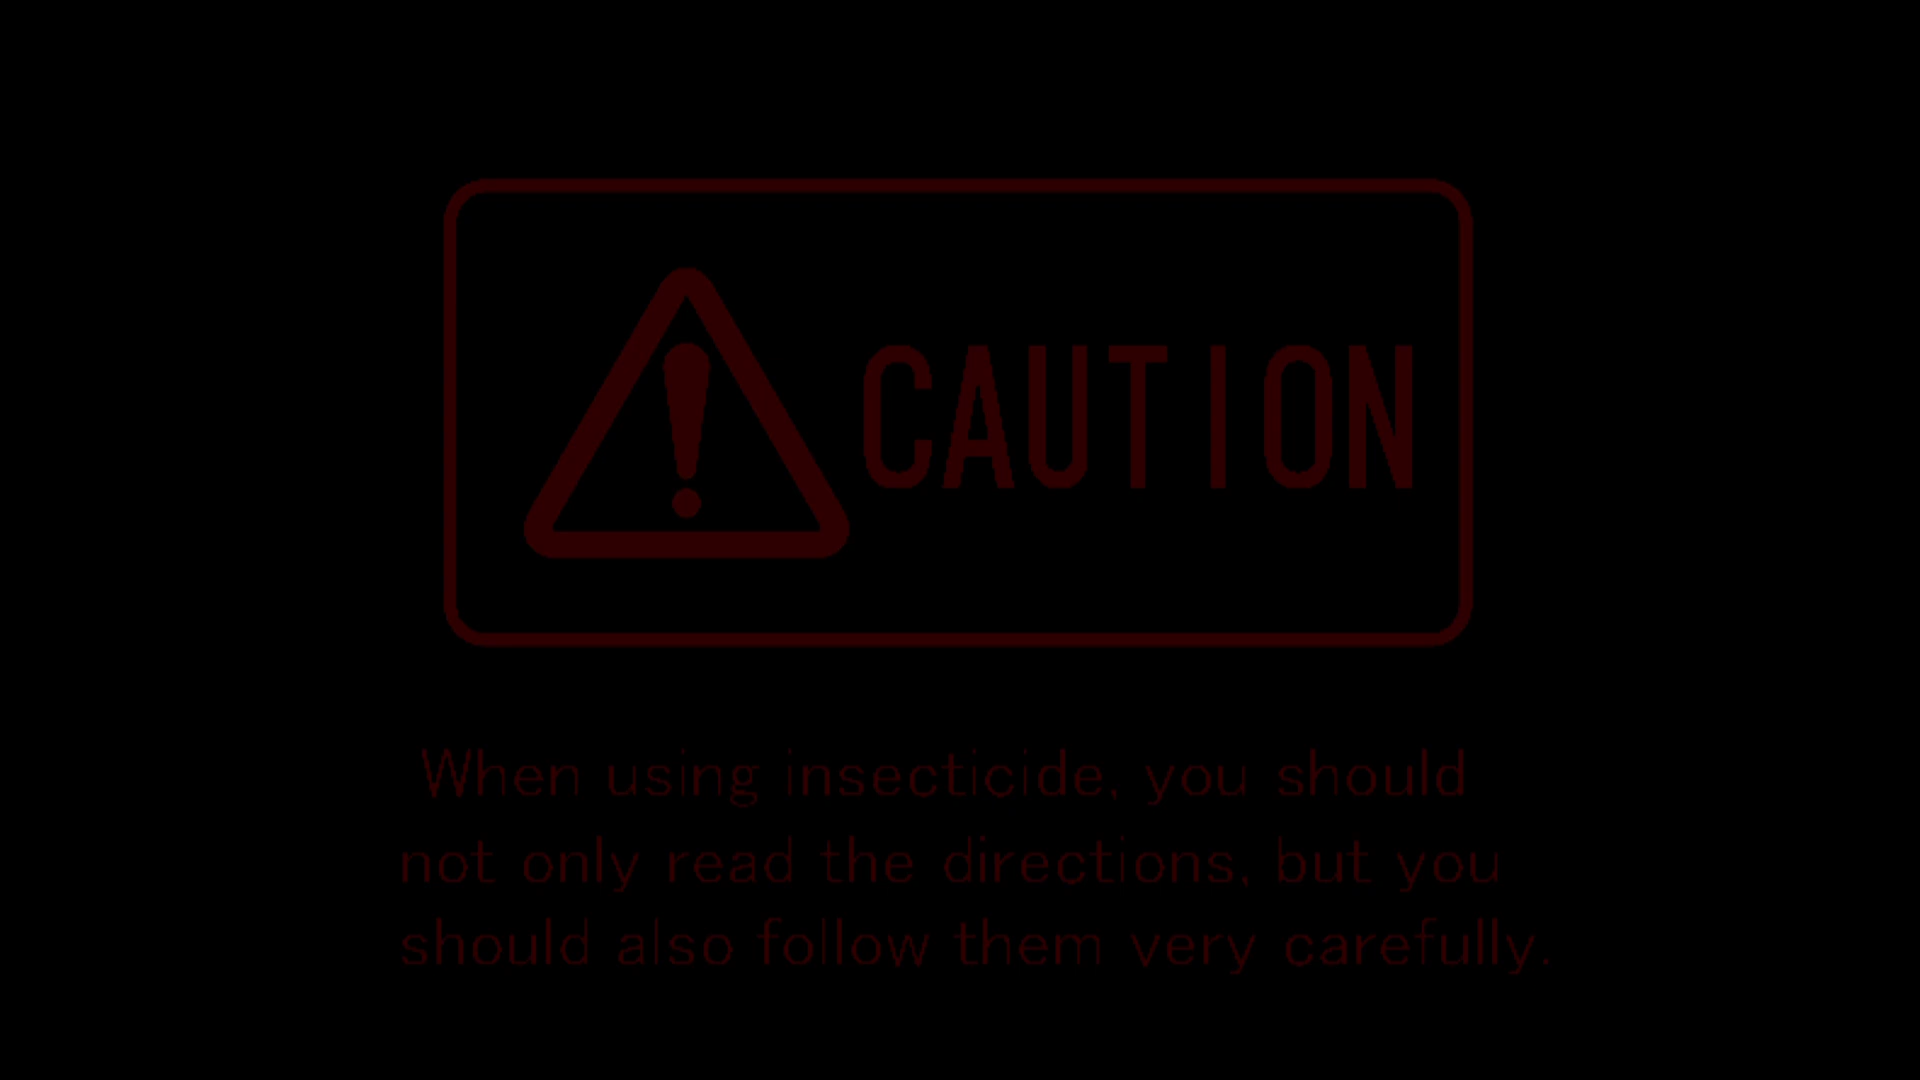 CAUTION
When using insecticide, you should
not only read the directions, but you
should also follow them very carefully.